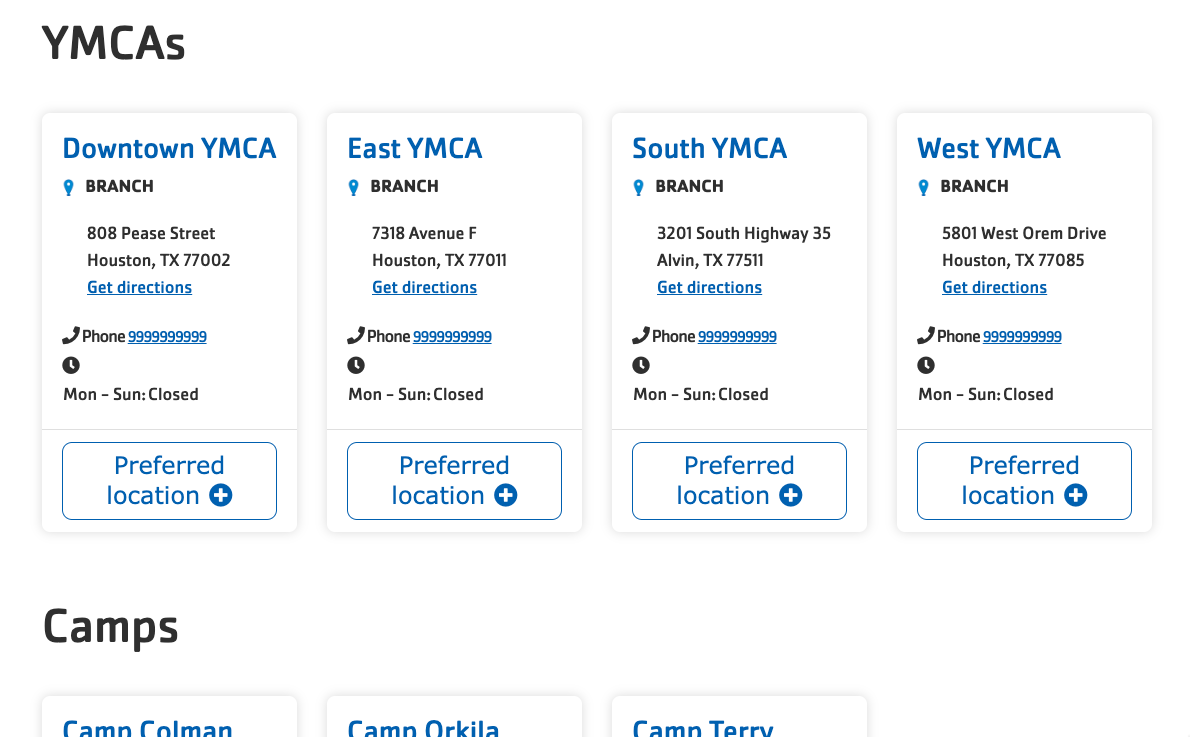 YMCAs
Downtown YMCA
BRANCH
808 Pease Street
Houston, TX 77002
Get directions
Phone 9999999999
Mon - Sun: Closed
Preferred
location
East YMCA
BRANCH
7318 Avenue F
Houston, TX 77011
Get directions
Phone 9999999999
Mon - Sun: Closed
Preferred
location
South YMCA
BRANCH
3201 South Highway 35
Alvin, TX 77511
Get directions
Phone 9999999999
Mon - Sun: Closed
Preferred
location
West YMCA
BRANCH
5801 West Orem Drive
Houston, TX 77085
Get directions
Phone 9999999999
Mon - Sun: Closed
Preferred
location
Camps
Camp Colman
Camp Orkila
Camp Terry